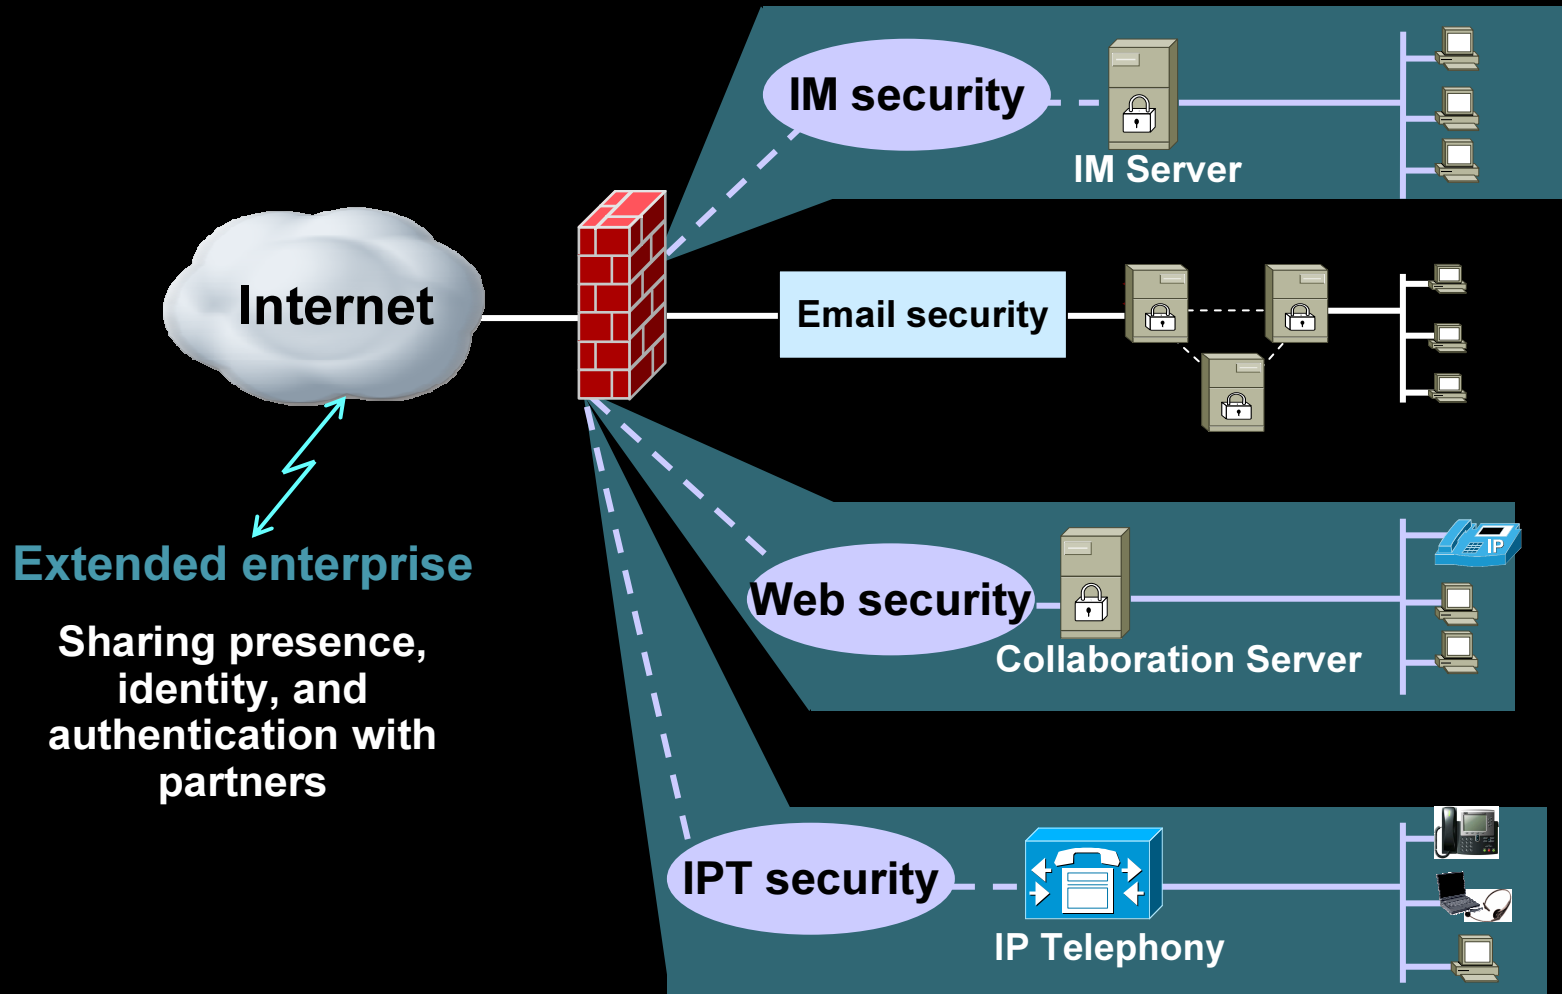 IM security
IM Server
Internet
Email security
Extended enterprise
Sharing presence,
identity, and
authentication with
partners
IP
Web security
Collaboration Server
IPT security
IP Telephony